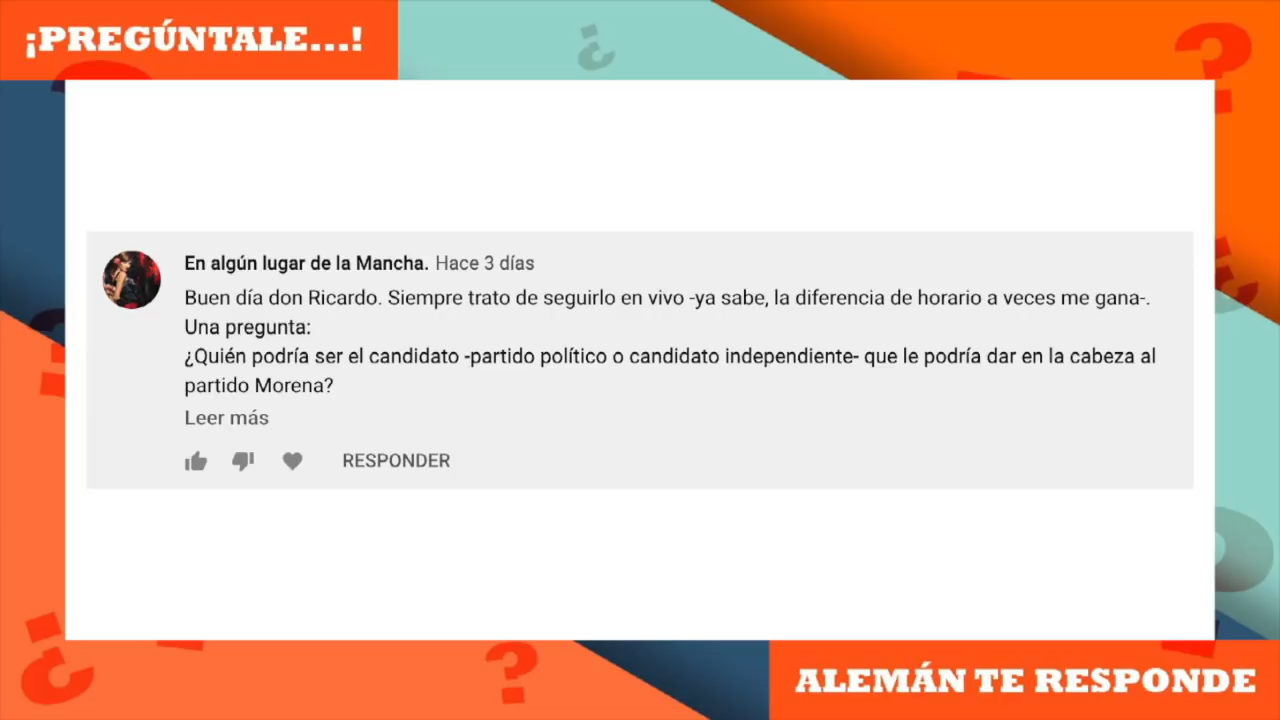 ¡PREGÚNTALE...!
En algún lugar de la Mancha. Hace 3 días
Buen día don Ricardo. Siempre trato de seguirlo en vivo -ya sabe, la diferencia de horario a veces me gana-.
Una pregunta:
¿Quién podría ser el candidato -partido político o candidato independiente- que le podría dar en la cabeza al
partido Morena?
Leer más
RESPONDER
ALEMÁN TE RESPONDE